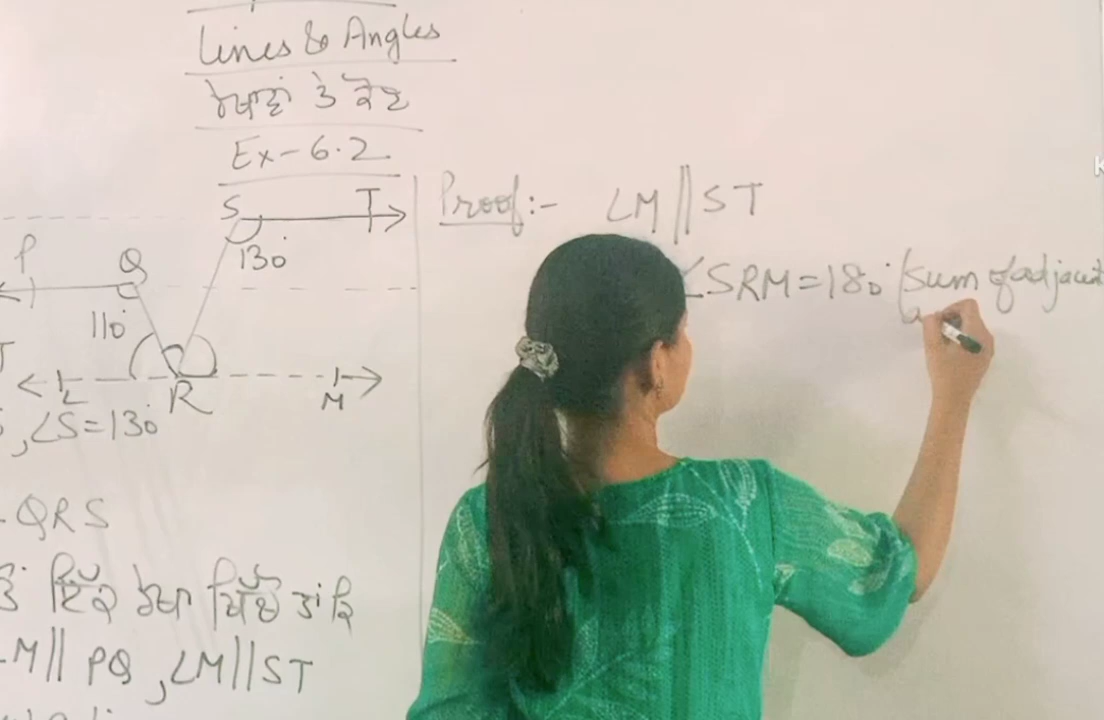 Lines & Angles
ਰੇਖਾਵਾਂ ਤੇ ਕੋਣ
Ex-6.2
S T
130°
P Q
110°
L R M
, ∠S=130°
QRS
ਇੱਕ ਰੇਖਾ ਖਿੱਚੋ ਤਾਂ ਕਿ
M || PQ , LM || ST
Proof:- LM || ST
∠SRM=180° (Sum of adjacent